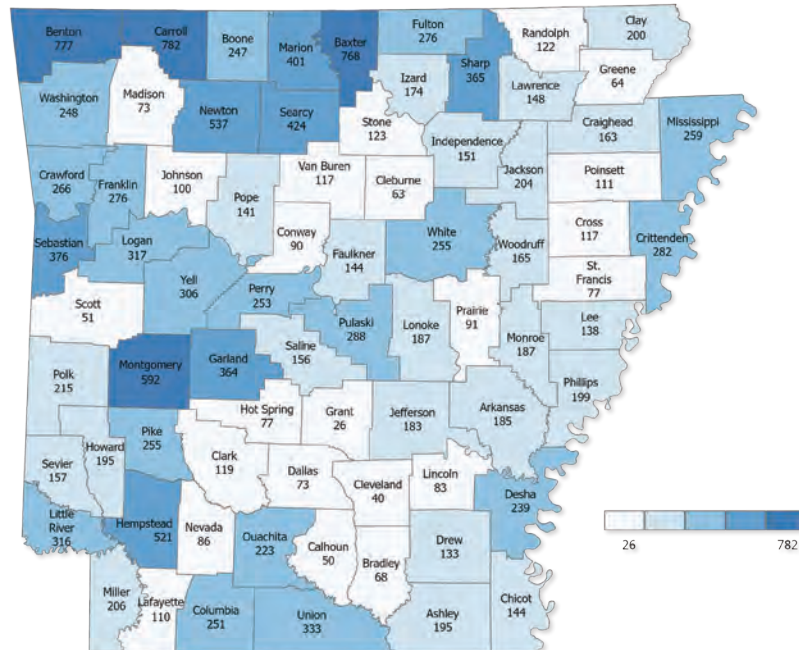 Benton
777
Carroll
782
Boone
247
Marion
401
Baxter
768
Fulton
276
Randolph
122
Clay
200
Sharp
365
Greene
64
Izard
174
Lawrence
148
Washington
248
Madison
73
Newton
537
Searcy
424
Stone
123
Independence
151
Craighead
163
Mississippi
259
Crawford
266
Franklin
276
Johnson
100
Pope
141
Van Buren
117
Cleburne
63
Jackson
204
Poinsett
111
Sebastian
376
Logan
317
Conway
90
Faulkner
144
White
255
Woodruff
165
Cross
117
Crittenden
282
Scott
51
Yell
306
Perry
253
Pulaski
288
Lonoke
187
Prairie
91
Monroe
187
St.
Francis
77
Lee
138
Polk
215
Montgomery
592
Garland
364
Saline
156
Phillips
199
Hot Spring
77
Grant
26
Jefferson
183
Arkansas
185
Sevier
157
Howard
195
Pike
255
Clark
119
Dallas
73
Cleveland
40
Lincoln
83
Desha
239
Little
River
316
Hempstead
521
Nevada
86
Ouachita
223
Calhoun
50
Bradley
68
Drew
133
Miller
206
Lafayette
110
Columbia
251
Union
333
Ashley
195
Chicot
144
26
782